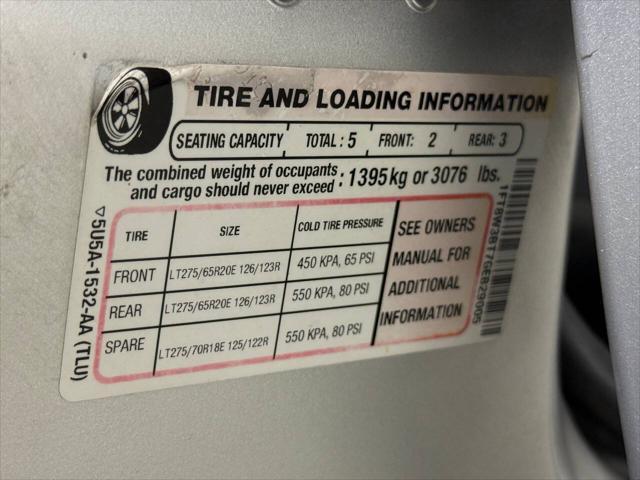 TIRE AND LOADING INFORMATION
SEATING CAPACITY TOTAL : 5 FRONT: 2 REAR: 3
The combined weight of occupants and cargo should never exceed : 1395 kg or 3076 lbs.
TIRE SIZE COLD TIRE PRESSURE
FRONT LT275/65R20E 126/123R 450 KPA, 65 PSI
REAR LT275/65R20E 126/123R 550 KPA, 80 PSI
SPARE LT275/70R18E 125/122R 550 KPA, 80 PSI
SEE OWNERS
MANUAL FOR
ADDITIONAL
INFORMATION
5U5A-1532-AA (TLU)
1FT8W3BT7GEB29005